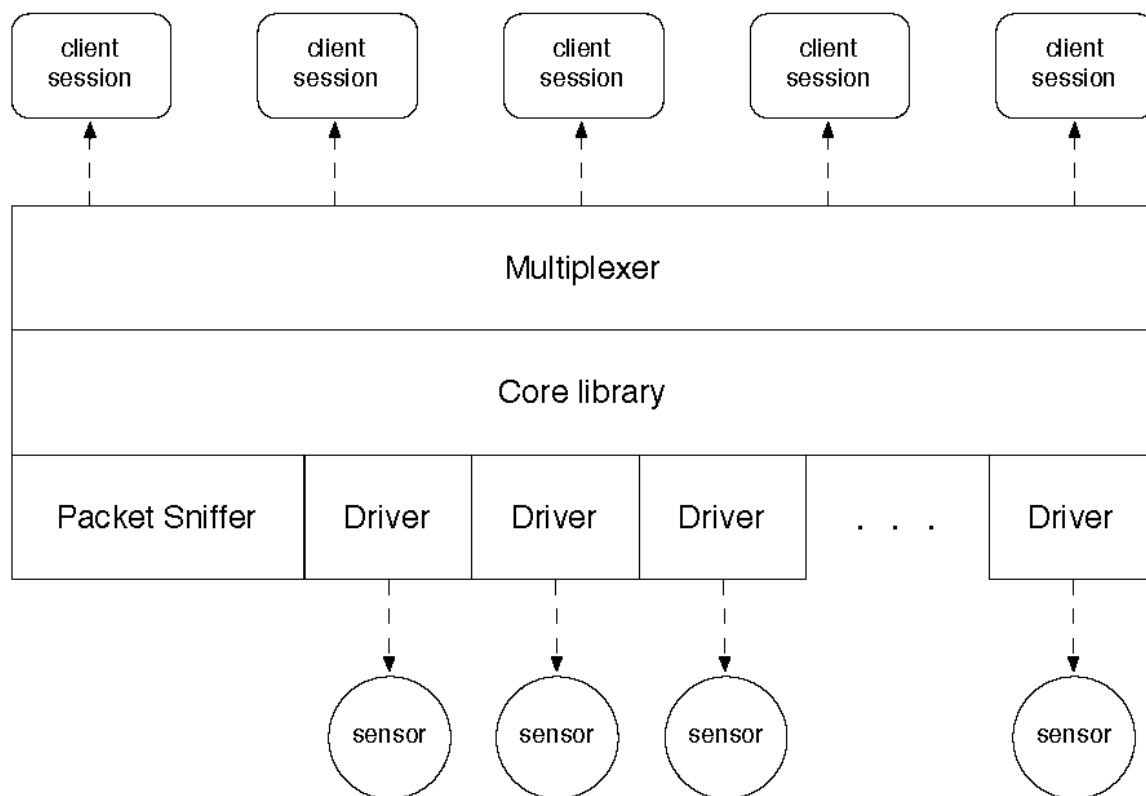 client
session
client
session
client
session
client
session
client
session
Multiplexer
Core library
Packet Sniffer
Driver
Driver
Driver
. . .
Driver
sensor
sensor
sensor
sensor